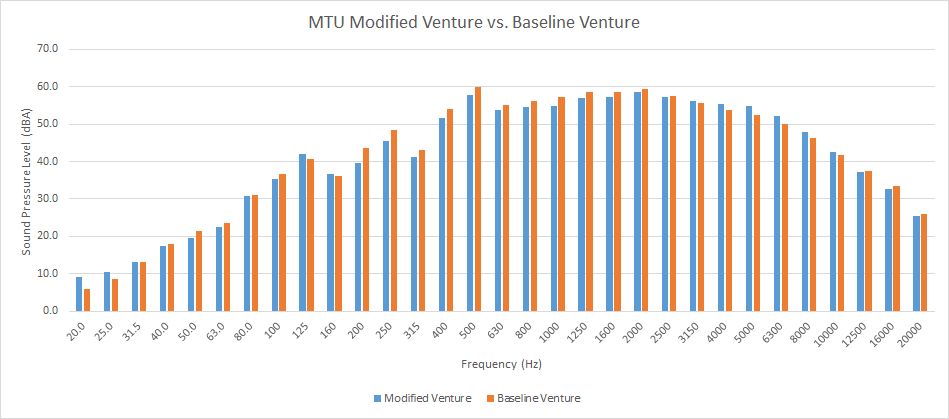 MTU Modified Venture vs. Baseline Venture
70.0
60.0
50.0
40.0
30.0
20.0
10.0
0.0
Sound Pressure Level (dBA)
20.0 25.0 31.5 40.0 50.0 63.0 80.0 100 125 160 200 250 315 400 500 630 800 1000 1250 1600 2000 2500 3150 4000 5000 6300 8000 10000 12500 16000 20000
Frequency (Hz)
Modified Venture Baseline Venture